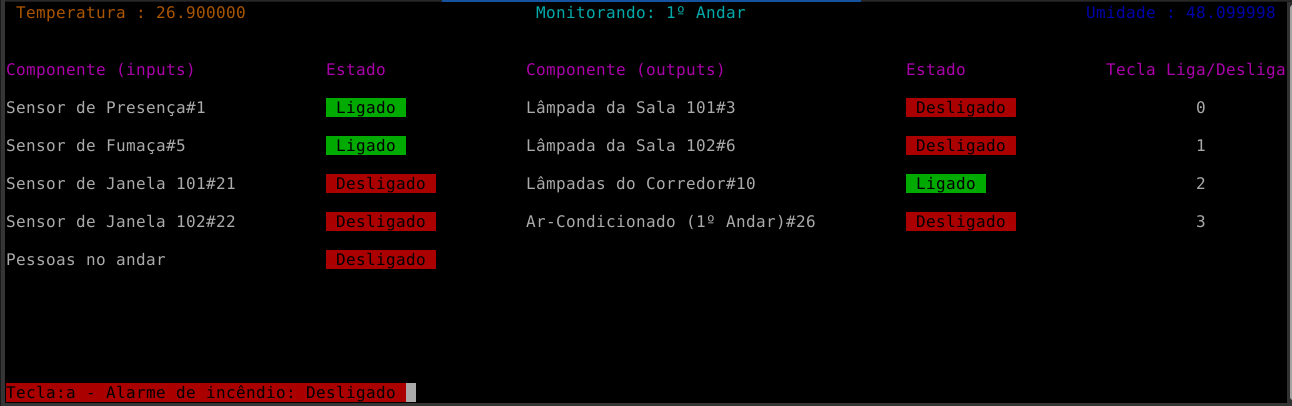 Temperatura : 26.900000 Monitorando: 1º Andar Umidade : 48.099998
Componente (inputs) Estado Componente (outputs) Estado Tecla Liga/Desliga
Sensor de Presença#1 Ligado Lâmpada da Sala 101#3 Desligado 0
Sensor de Fumaça#5 Ligado Lâmpada da Sala 102#6 Desligado 1
Sensor de Janela 101#21 Desligado Lâmpadas do Corredor#10 Ligado 2
Sensor de Janela 102#22 Desligado Ar-Condicionado (1º Andar)#26 Desligado 3
Pessoas no andar Desligado
Tecla:a - Alarme de incêndio: Desligado